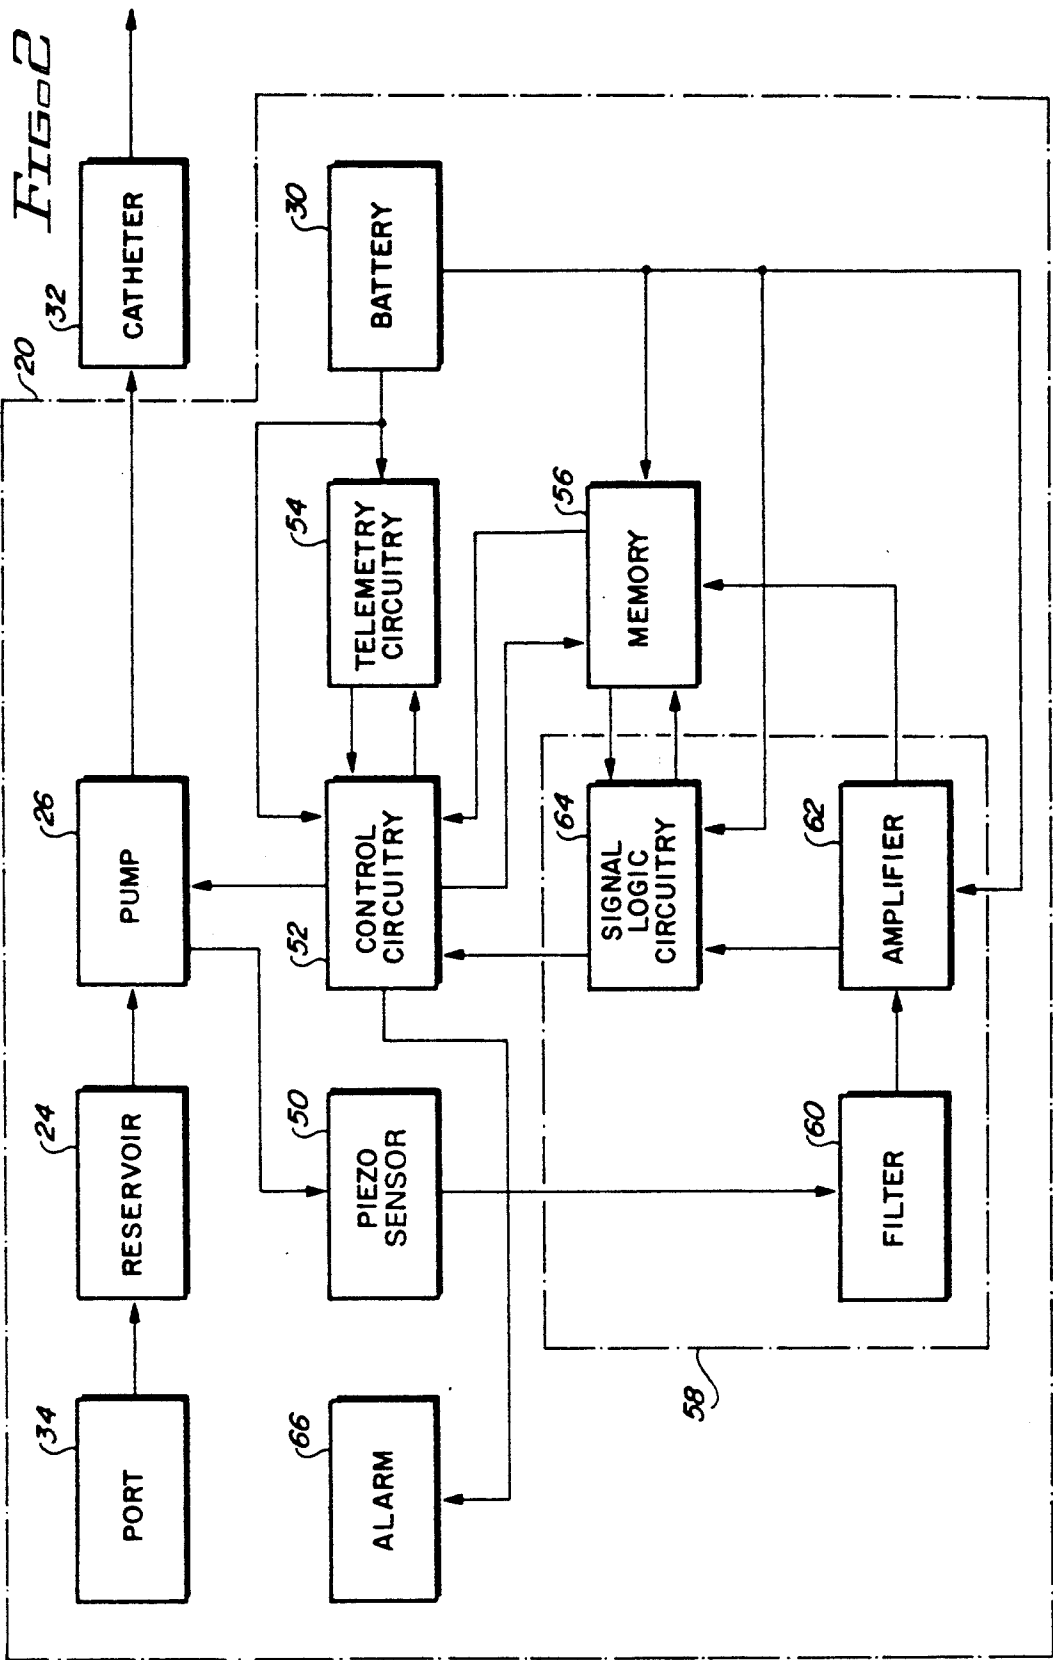 FIG-2
20
34
PORT
24
RESERVOIR
26
PUMP
32
CATHETER
66
ALARM
50
PIEZO
SENSOR
52
CONTROL
CIRCUITRY
54
TELEMETRY
CIRCUITRY
30
BATTERY
64
SIGNAL
LOGIC
CIRCUITRY
56
MEMORY
58
60
FILTER
62
AMPLIFIER